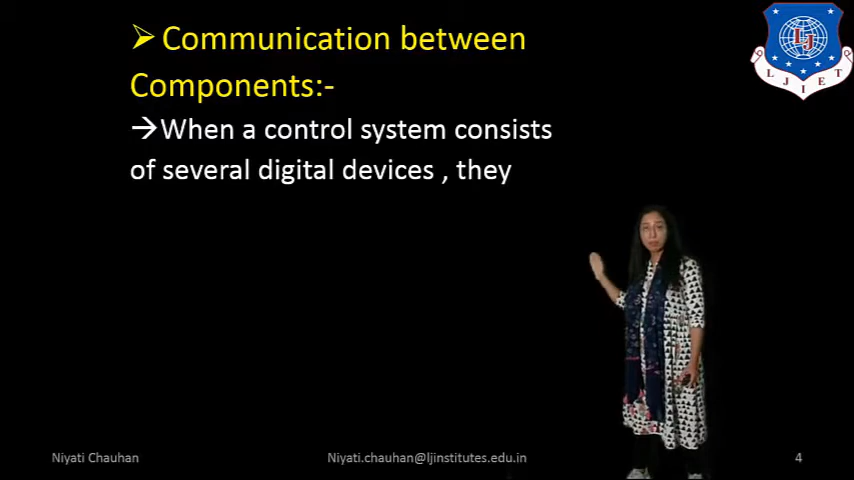 ➢ Communication between
Components:-
→When a control system consists
of several digital devices , they
LJ
L J I E T
Niyati Chauhan
Niyati.chauhan@ljinstitutes.edu.in
4